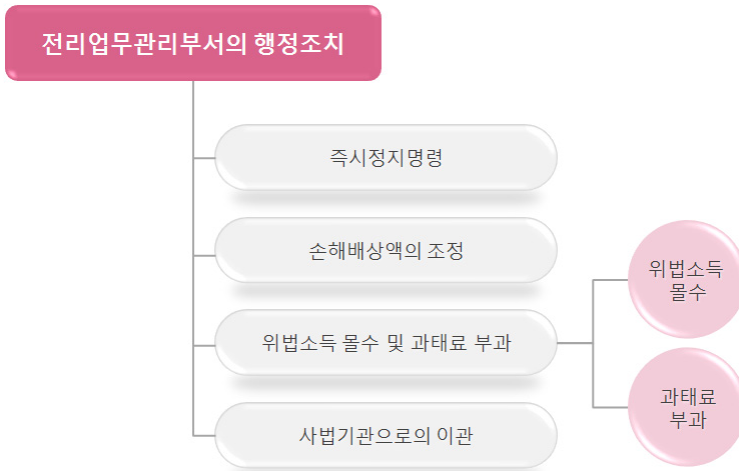 전리업무관리부서의 행정조치
즉시정지명령
손해배상액의 조정
위법소득 몰수 및 과태료 부과
사법기관으로의 이관
위법소득
몰수
과태료
부과